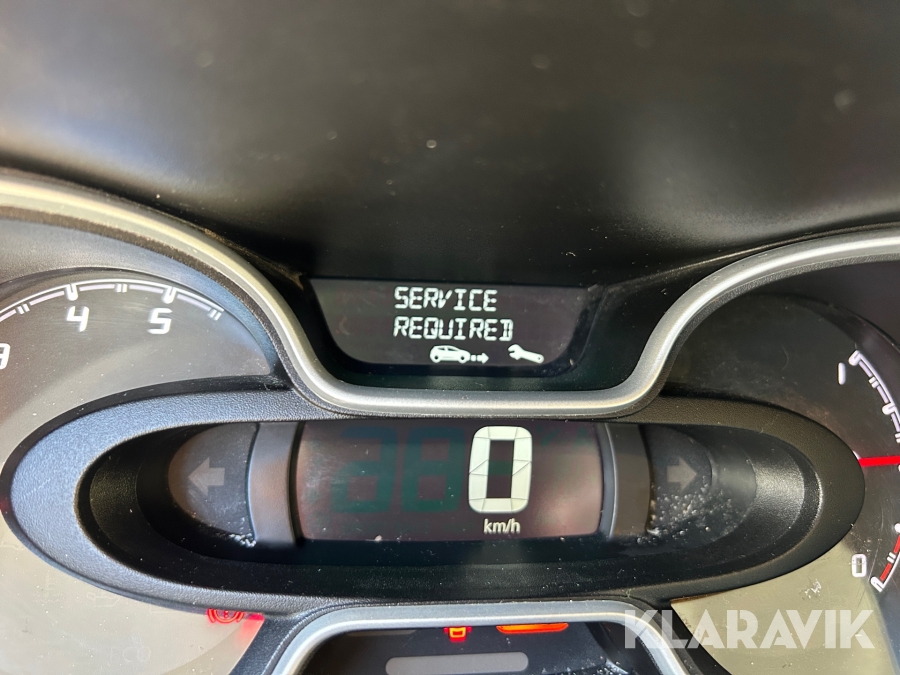 SERVICE
REQUIRED
4 5
1
0
km/h
0
KLARAVIK